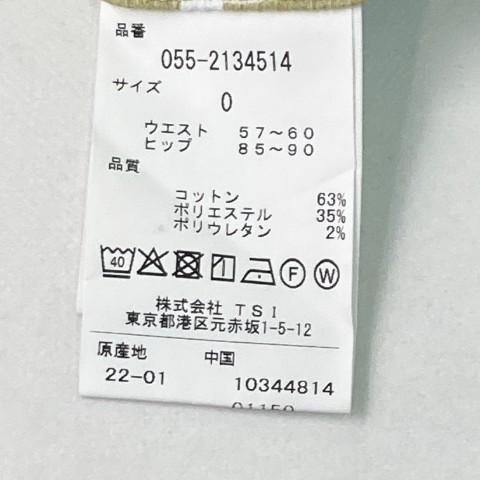 品番
055-2134514
サイズ
0
ウエスト 57～60
ヒップ 85～90
品質
コットン 63%
ポリエステル 35%
ポリウレタン 2%
40 F W
株式会社 TSI
東京都港区元赤坂1-5-12
原産地 中国
22-01 10344814